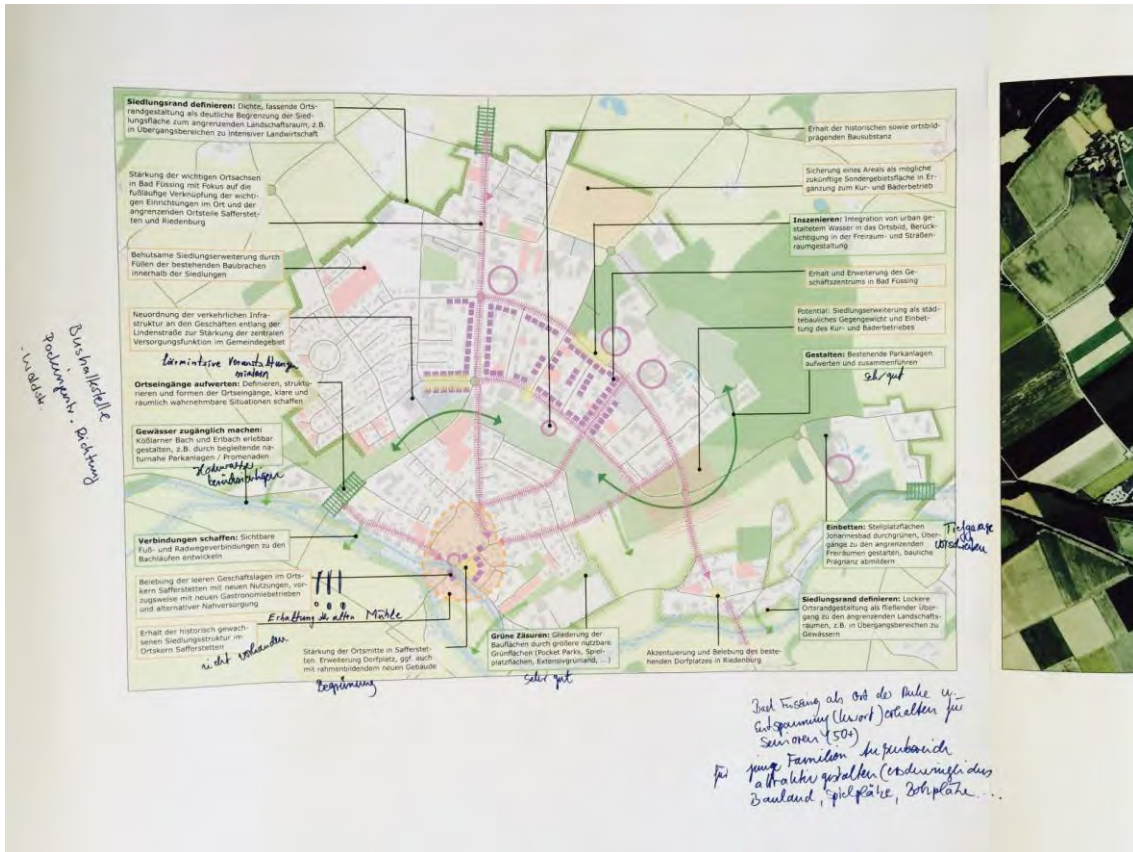 Siedlungsrand definieren: Dichte, fassende Orts-
randgestaltung als deutliche Begrenzung der Sied-
lungsfläche zum angrenzenden Landschaftsraum, z.B.
in Übergangsbereichen zu intensiver Landwirtschaft
Stärkung der wichtigen Ortsachsen
in Bad Füssing mit Fokus auf die
fußläufige Verknüpfung der wichti-
gen Einrichtungen im Ort und der
angrenzenden Ortsteile Safferstet-
ten und Riedenburg
Behutsame Siedlungserweiterung durch
Füllen der bestehenden Baubrachen
innerhalb der Siedlungen
Neuordnung der verkehrlichen Infra-
struktur an den Geschäften entlang der
Lindenstraße zur Stärkung der zentralen
Versorgungsfunktion im Gemeindegebiet
lärmintensive Veranstaltungen
Ortseingänge aufwerten: Definieren, struktu-
rieren und formen der Ortseingänge, klare und
räumlich wahrnehmbare Situationen schaffen
Gewässer zugänglich machen:
Kößlarner Bach und Erlbach erlebbar
gestalten, z.B. durch begleitende na-
turnahe Parkanlagen / Promenaden
Hochwasser
berücksichtigen
Verbindungen schaffen: Sichtbare
Fuß- und Radwegeverbindungen zu den
Bachläufen entwickeln
Belebung der leeren Geschäftslagen im Orts-
kern Safferstetten mit neuen Nutzungen, vor-
zugsweise mit neuen Gastronomiebetrieben
und alternativer Nahversorgung
!!!
Erhaltung der alten Mühle
Erhalt der historisch gewach-
senen Siedlungsstruktur im
Ortskern Safferstetten
nicht vorhanden
Stärkung der Ortsmitte in Safferstet-
ten: Erweiterung Dorfplatz, ggf. auch
mit rahmenbildendem neuen Gebäude
Begrünung
Grüne Zäsuren: Gliederung der
Bauflächen durch größere nutzbare
Grünflächen (Pocket Parks, Spiel-
platzflächen, Extensivgrünland, ...)
sehr gut
Akzentuierung und Belebung des beste-
henden Dorfplatzes in Riedenburg
Erhalt der historischen sowie ortsbild-
prägenden Bausubstanz
Sicherung eines Areals als mögliche
zukünftige Sondergebietsfläche in Er-
gänzung zum Kur- und Bäderbetrieb
Inszenieren: Integration von urban ge-
staltetem Wasser in das Ortsbild, Berück-
sichtigung in der Freiraum- und Straßen-
raumgestaltung
Erhalt und Erweiterung des Ge-
schäftszentrums in Bad Füssing
Potential: Siedlungserweiterung als städ-
tebauliches Gegengewicht und Einbet-
tung des Kur- und Bäderbetriebes
Gestalten: Bestehende Parkanlagen
aufwerten und zusammenführen
sehr gut
Einbetten: Stellplatzflächen
Johannesbad durchgrünen, Über-
gänge zu den angrenzenden
Freiräumen gestalten, bauliche
Prägnanz abmildern
Tiefgarage
Siedlungsrand definieren: Lockere
Ortsrandgestaltung als fließender Über-
gang zu den angrenzenden Landschafts-
räumen, z.B. in Übergangsbereichen zu
Gewässern
Bushaltestelle
Pockingerstr. Richtung
Bad Füssing als Ort der Ruhe u.
Entspannung (Kurort) erhalten für
Senioren (50+)
Für junge Familien Außenbereich
attraktiv gestalten (erschwingliches
Bauland, Spielplätze, Bolzplätze ...